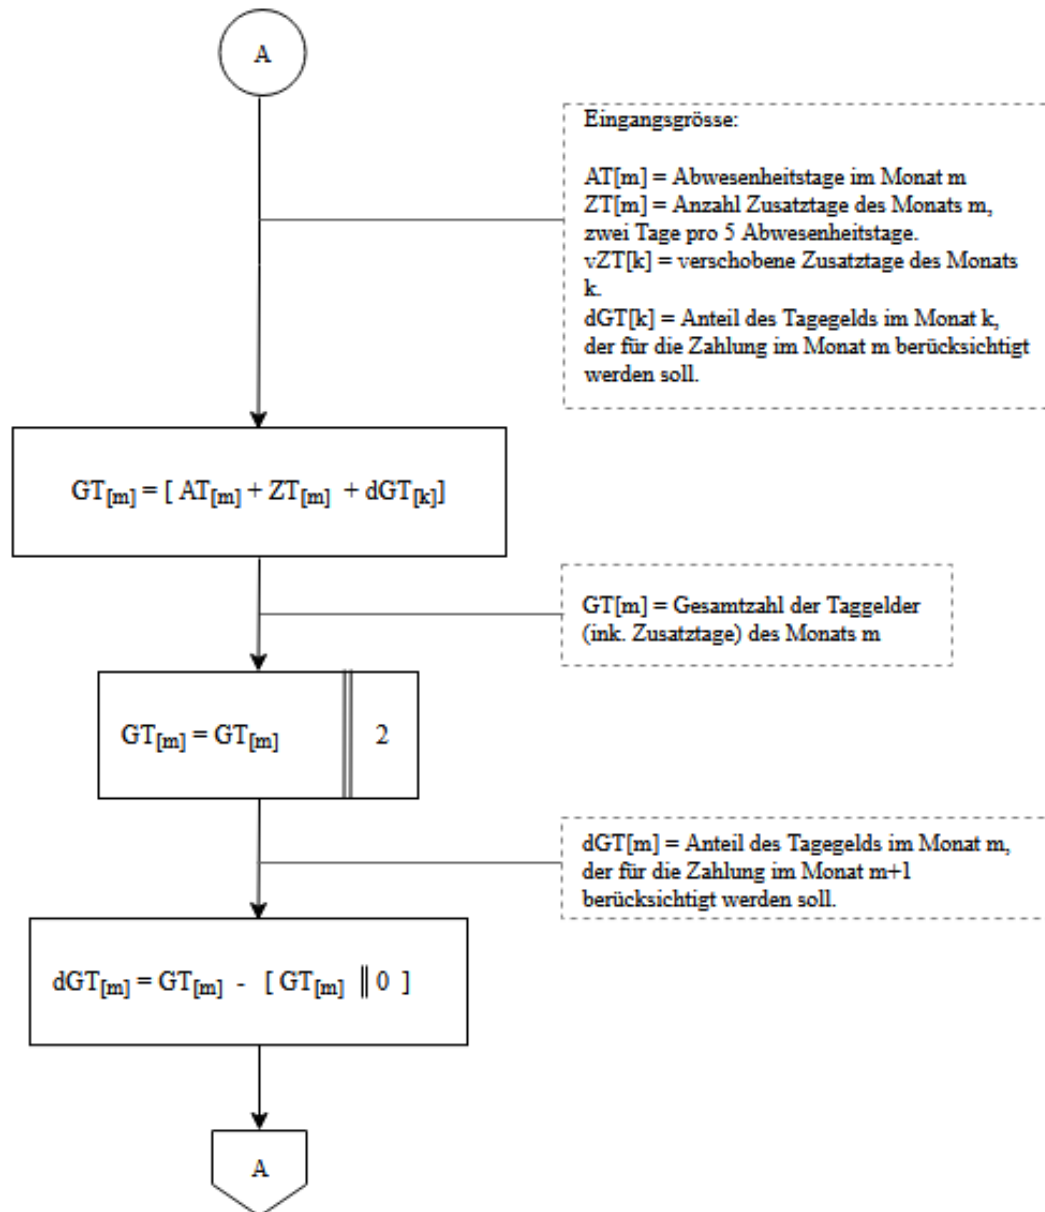 A
Eingangsgrösse:
AT[m] = Abwesenheitstage im Monat m
ZT[m] = Anzahl Zusatztage des Monats m,
zwei Tage pro 5 Abwesenheitstage.
vZT[k] = verschobene Zusatztage des Monats
k.
dGT[k] = Anteil des Tagegelds im Monat k,
der für die Zahlung im Monat m berücksichtigt
werden soll.
GT[m] = [ AT[m] + ZT[m] + dGT[k]]
GT[m] = Gesamtzahl der Taggelder
(ink. Zusatztage) des Monats m
GT[m] = GT[m] || 2
dGT[m] = Anteil des Tagegelds im Monat m,
der für die Zahlung im Monat m+1
berücksichtigt werden soll.
dGT[m] = GT[m] - [ GT[m] || 0 ]
A